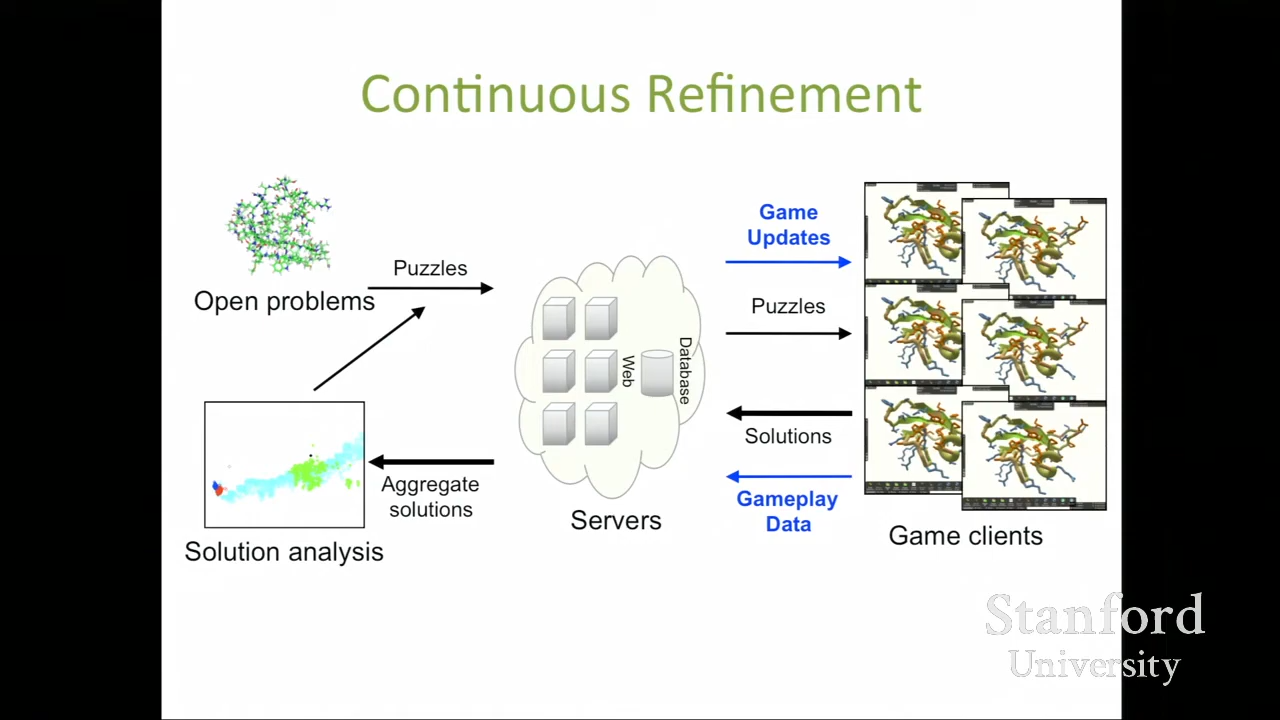 Continuous Refinement
Game
Updates
Puzzles
Open problems
Puzzles
Web
Database
Solutions
Aggregate
solutions
Gameplay
Data
Servers
Game clients
Solution analysis
Stanford
University